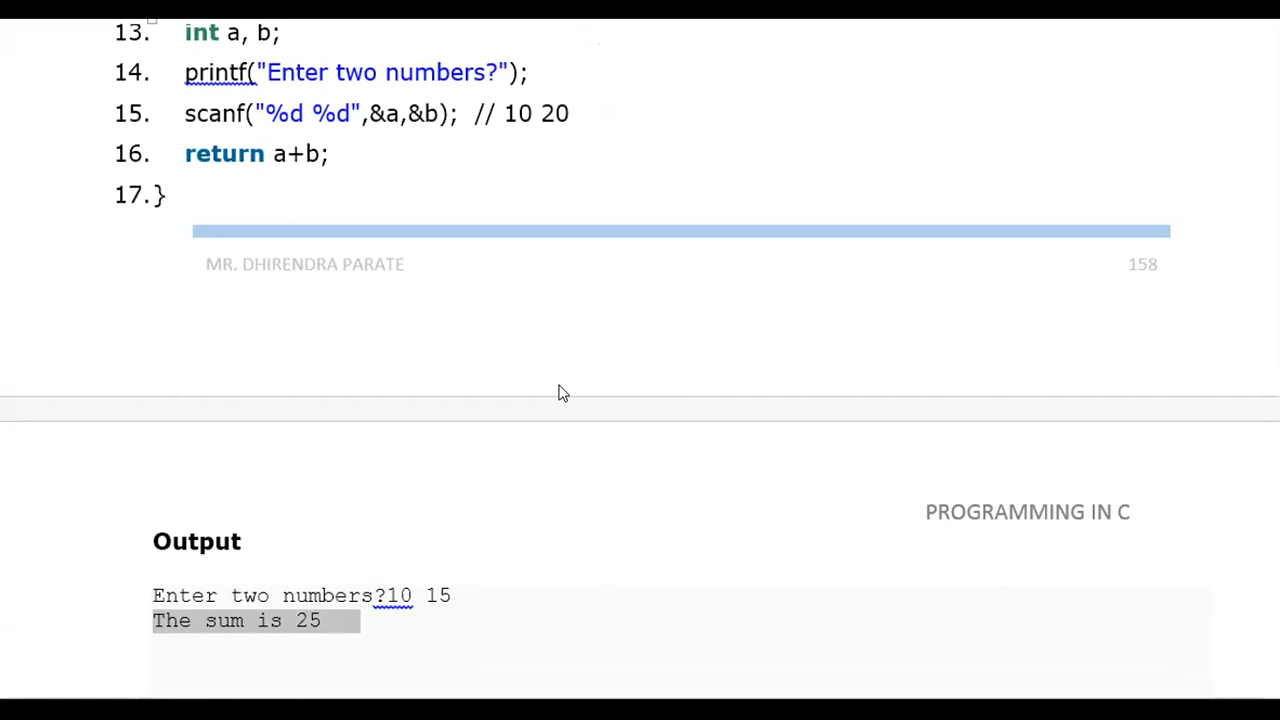 13. int a, b;
14. printf("Enter two numbers?");
15. scanf("%d %d",&a,&b); // 10 20
16. return a+b;
17. }
MR. DHIRENDRA PARATE 158
PROGRAMMING IN C
Output
Enter two numbers?10 15
The sum is 25